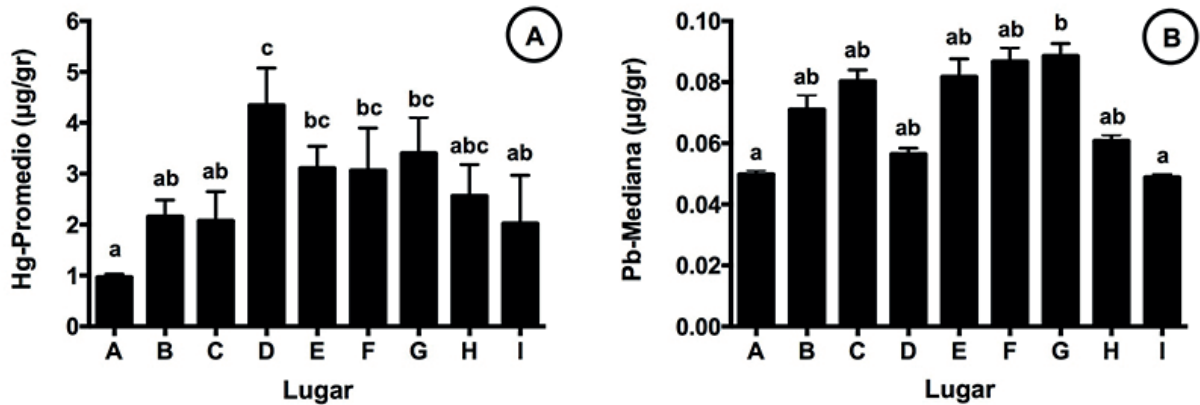 A
Hg-Promedio (µg/gr)
6
5
4
3
2
1
0
a
ab
ab
c
bc
bc
bc
abc
ab
A B C D E F G H I
Lugar
B
Pb-Mediana (µg/gr)
0.10
0.08
0.06
0.04
0.02
0.00
a
ab
ab
ab
ab
ab
b
ab
a
A B C D E F G H I
Lugar